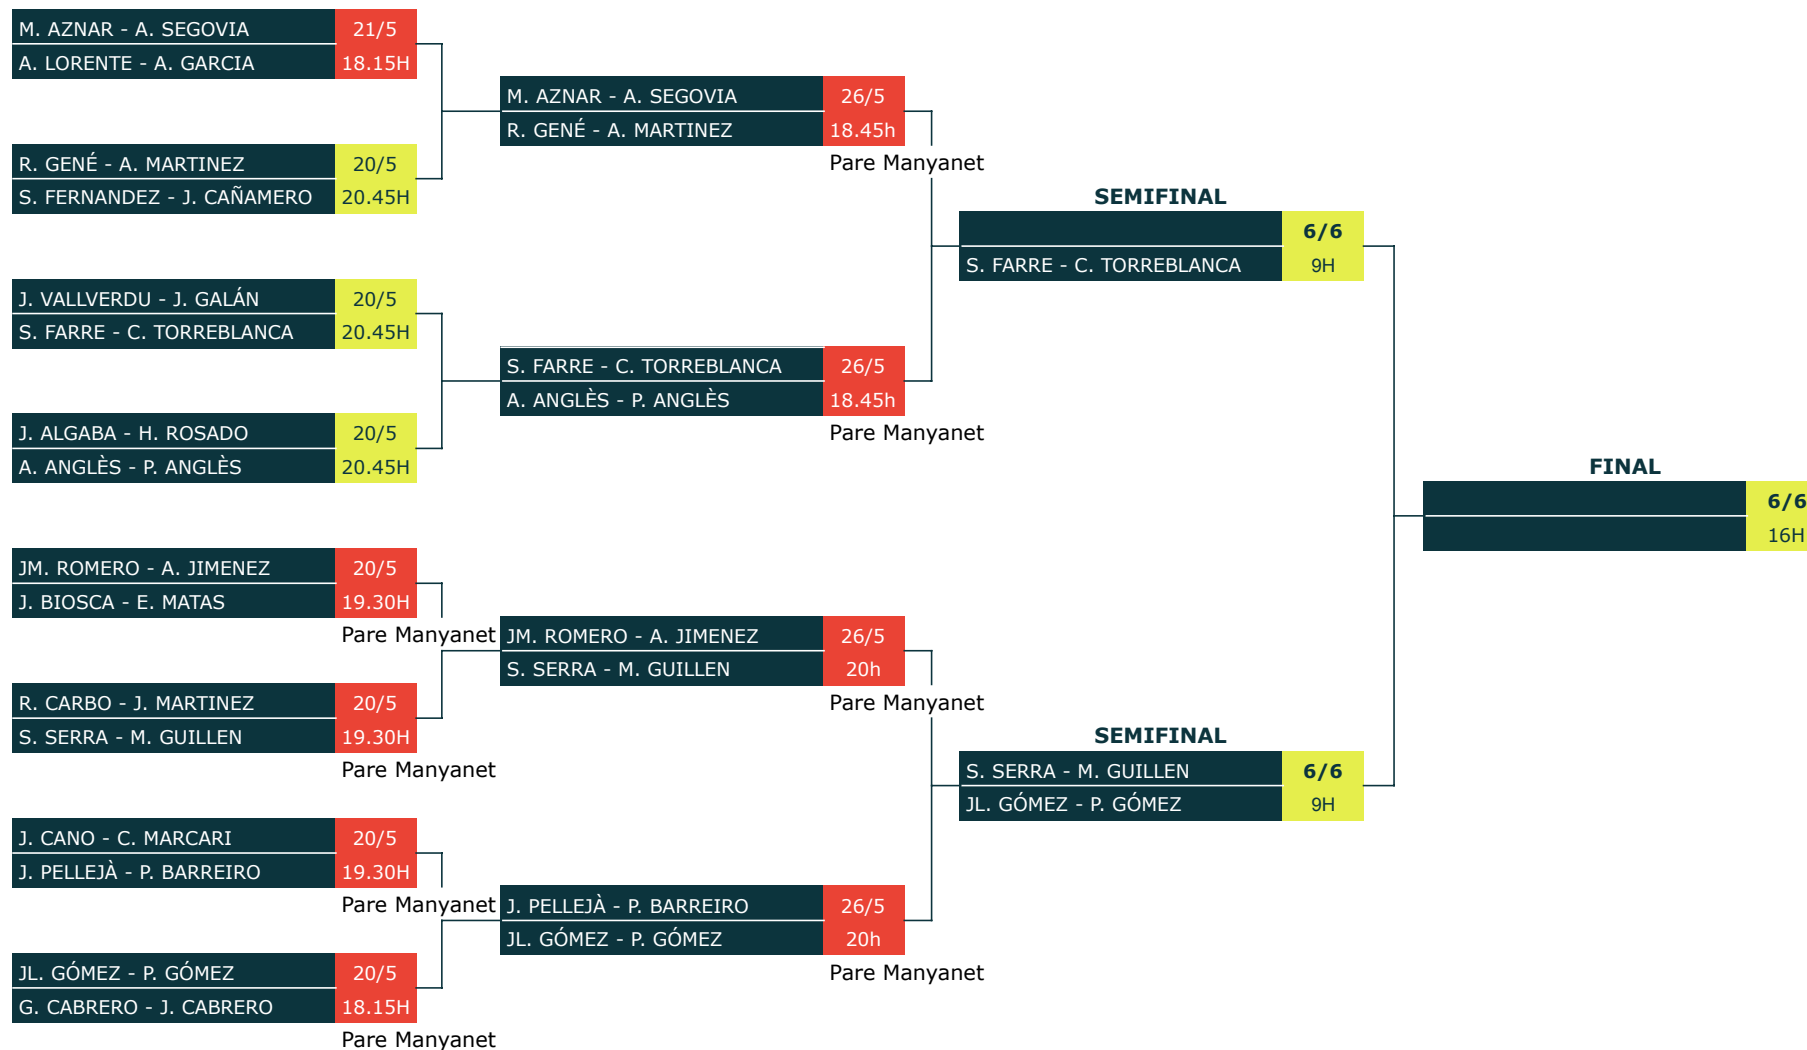 M. AZNAR - A. SEGOVIA 21/5
A. LORENTE - A. GARCIA 18.15H
R. GENÉ - A. MARTINEZ 20/5
S. FERNANDEZ - J. CAÑAMERO 20.45H
J. VALLVERDU - J. GALÁN 20/5
S. FARRE - C. TORREBLANCA 20.45H
J. ALGABA - H. ROSADO 20/5
A. ANGLÈS - P. ANGLÈS 20.45H
JM. ROMERO - A. JIMENEZ 20/5
J. BIOSCA - E. MATAS 19.30H
Pare Manyanet
R. CARBO - J. MARTINEZ 20/5
S. SERRA - M. GUILLEN 19.30H
Pare Manyanet
J. CANO - C. MARCARI 20/5
J. PELLEJÀ - P. BARREIRO 19.30H
Pare Manyanet
JL. GÓMEZ - P. GÓMEZ 20/5
G. CABRERO - J. CABRERO 18.15H
Pare Manyanet
M. AZNAR - A. SEGOVIA 26/5
R. GENÉ - A. MARTINEZ 18.45h
Pare Manyanet
S. FARRE - C. TORREBLANCA 26/5
A. ANGLÈS - P. ANGLÈS 18.45h
Pare Manyanet
JM. ROMERO - A. JIMENEZ 26/5
S. SERRA - M. GUILLEN 20h
Pare Manyanet
J. PELLEJÀ - P. BARREIRO 26/5
JL. GÓMEZ - P. GÓMEZ 20h
Pare Manyanet
SEMIFINAL
6/6
S. FARRE - C. TORREBLANCA 9H
SEMIFINAL
S. SERRA - M. GUILLEN 6/6
JL. GÓMEZ - P. GÓMEZ 9H
FINAL
6/6
16H